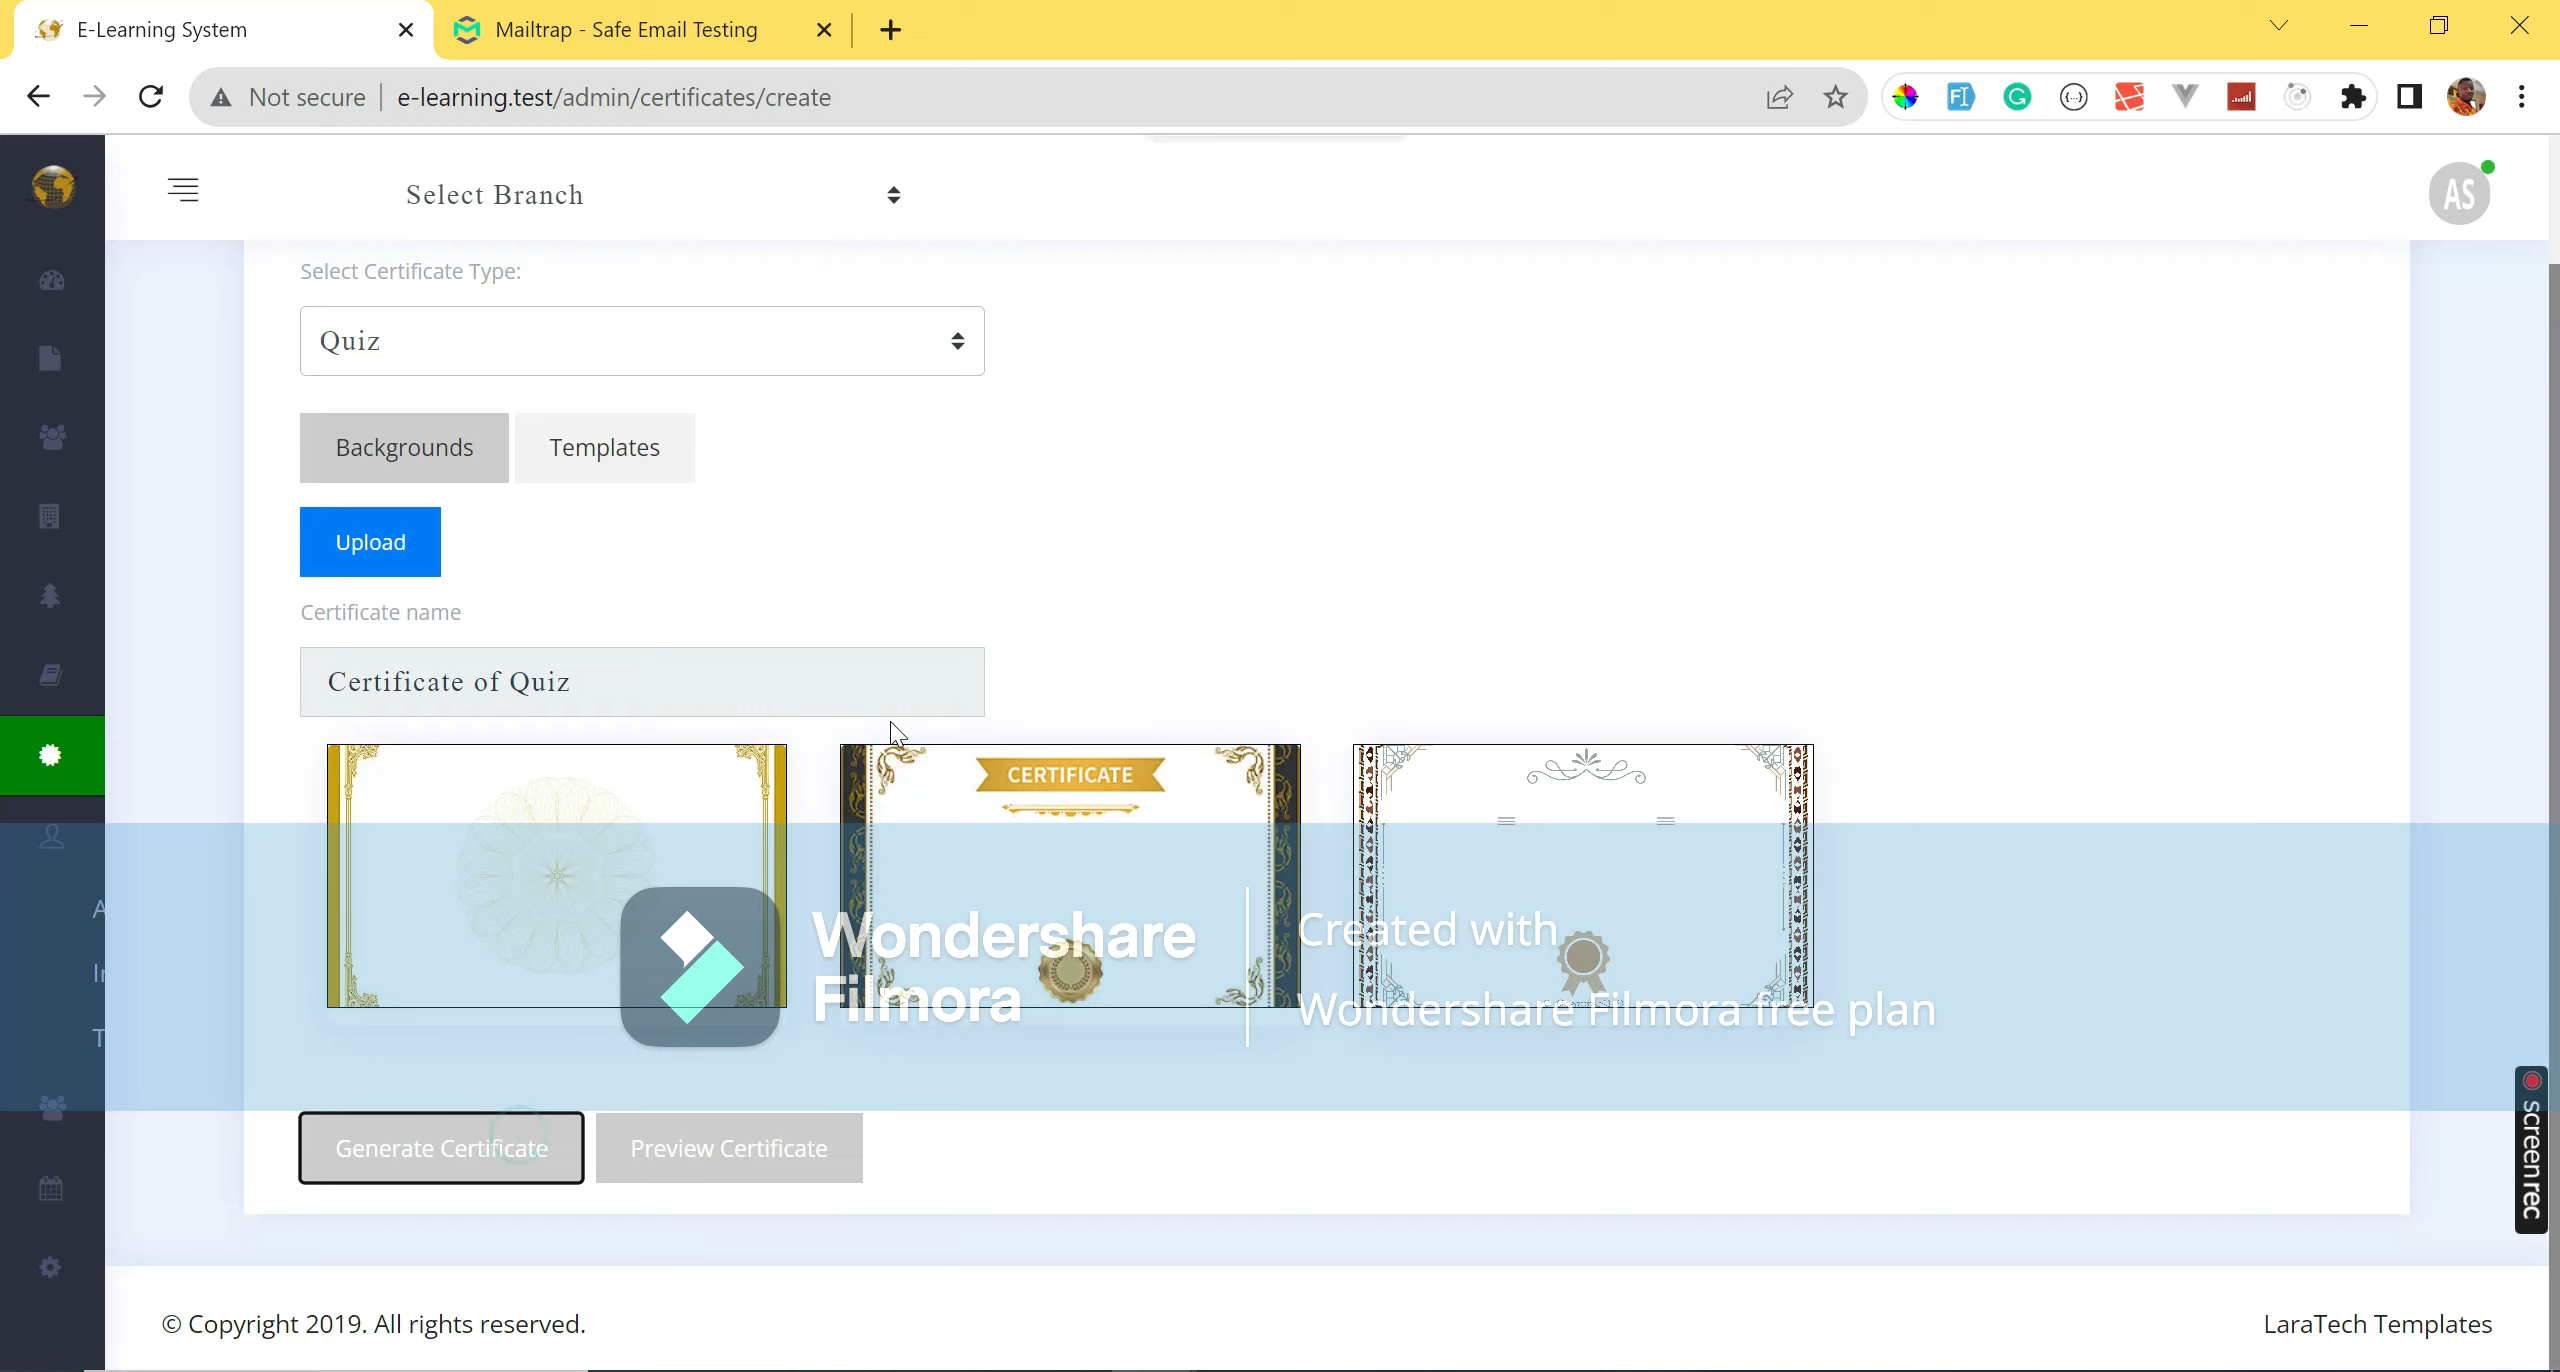 E-Learning System
Mailtrap - Safe Email Testing
Not secure
e-learning.test/admin/certificates/create
Select Branch
AS
Select Certificate Type:
Quiz
Backgrounds
Templates
Upload
Certificate name
Certificate of Quiz
CERTIFICATE
Wondershare
Filmora
Created with
Wondershare Filmora free plan
A
T
screenrec
Generate Certificate
Preview Certificate
© Copyright 2019. All rights reserved.
LaraTech Templates